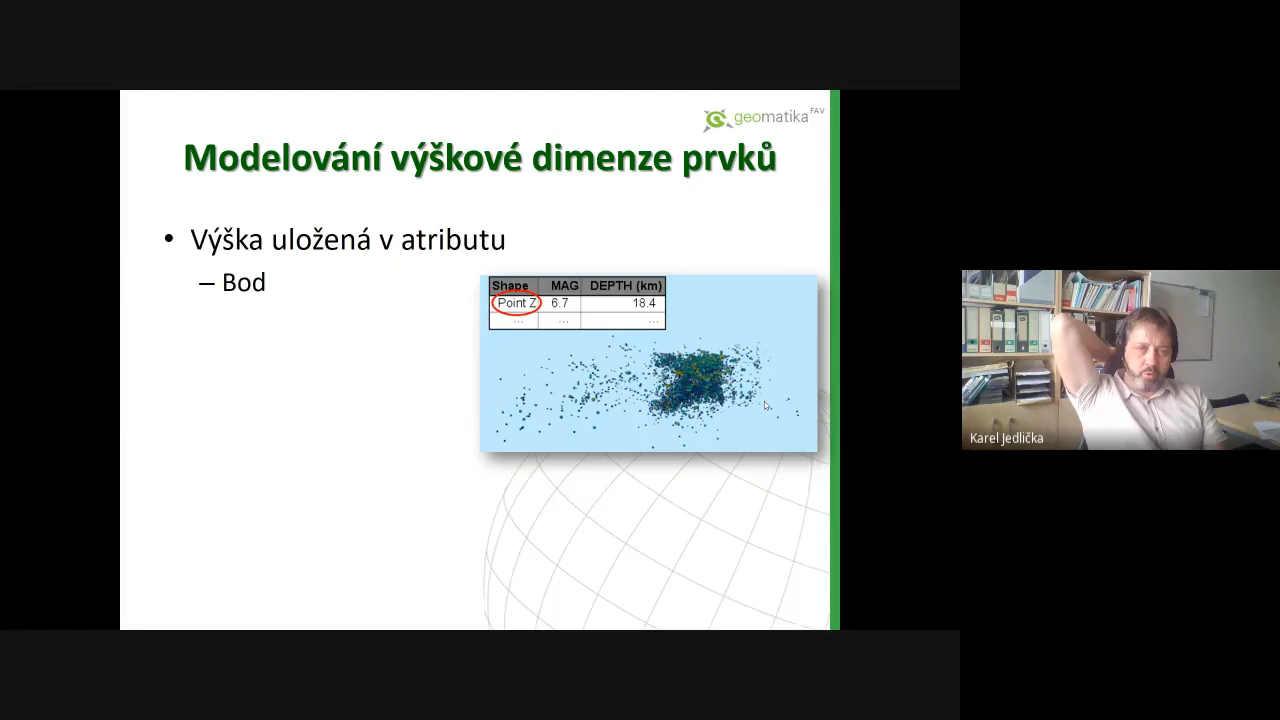 geomatika FAV
Modelování výškové dimenze prvků
• Výška uložená v atributu
– Bod
Shape MAG DEPTH (km)
Point Z 6.7 18.4
... ... ...
Karel Jedlička